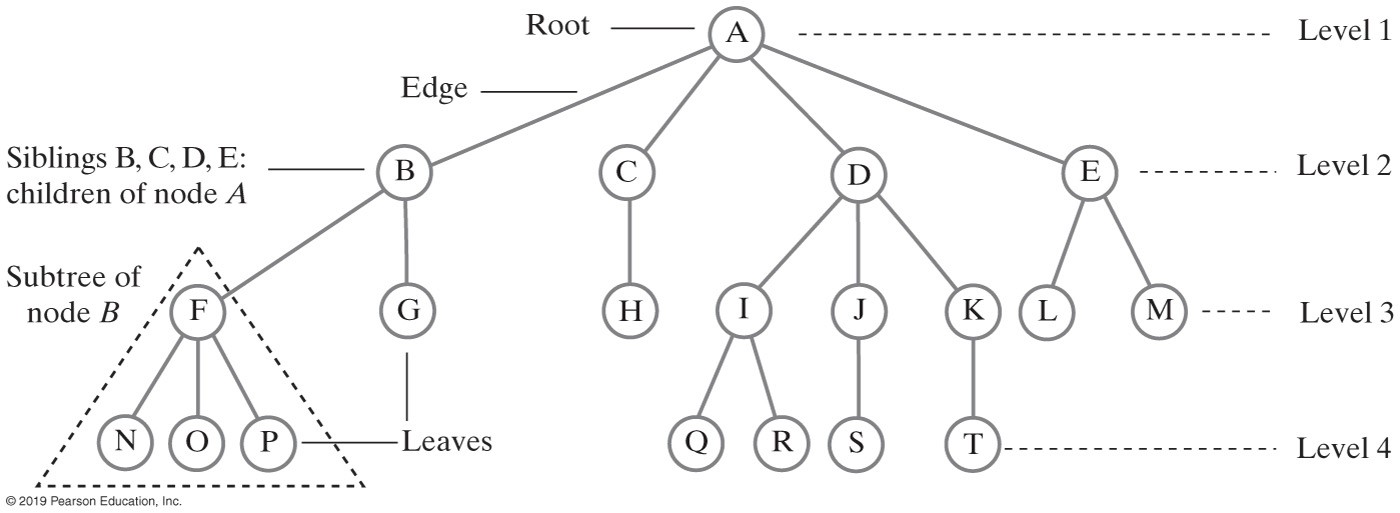 Root
A
Level 1
Edge
Siblings B, C, D, E:
children of node A
B
C
D
E
Level 2
Subtree of
node B
F
G
H
I
J
K
L
M
Level 3
N
O
P
Leaves
Q
R
S
T
Level 4
© 2019 Pearson Education, Inc.